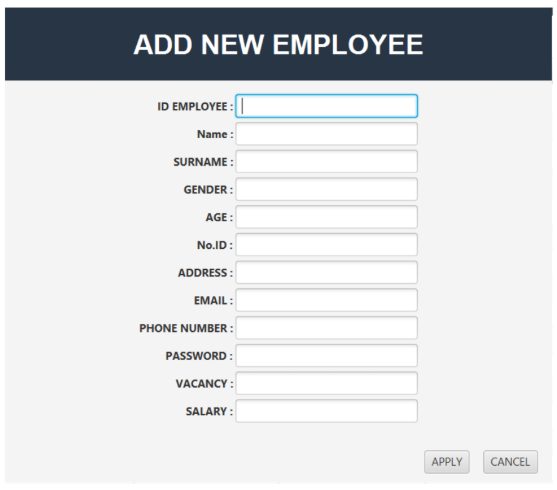 ADD NEW EMPLOYEE
ID EMPLOYEE :
Name :
SURNAME :
GENDER :
AGE :
No.ID :
ADDRESS :
EMAIL :
PHONE NUMBER :
PASSWORD :
VACANCY :
SALARY :
APPLY CANCEL